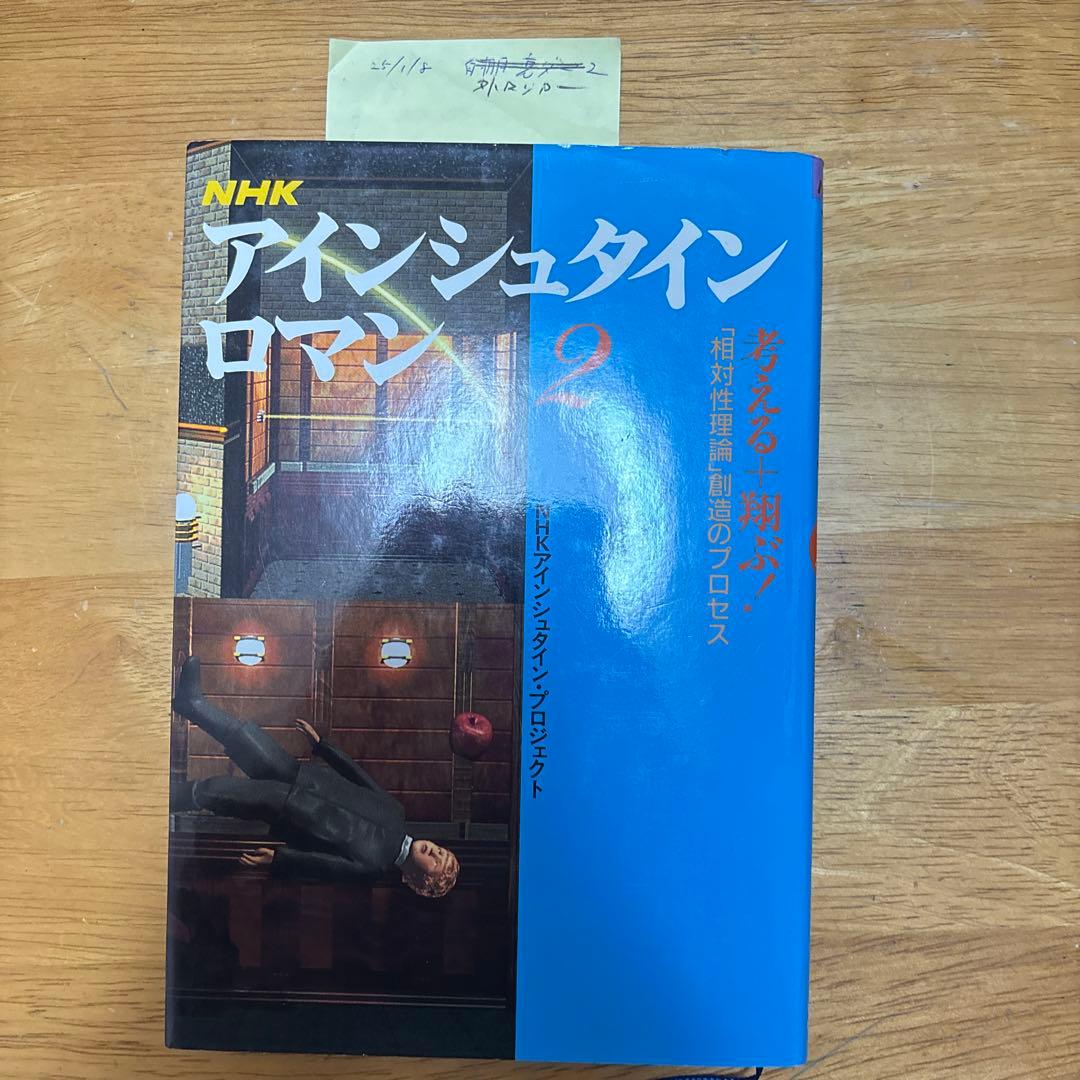 25/1/8
NHK
アインシュタイン
ロマン 2
考える+翔ぶ!
「相対性理論」創造のプロセス
NHKアインシュタイン・プロジェクト